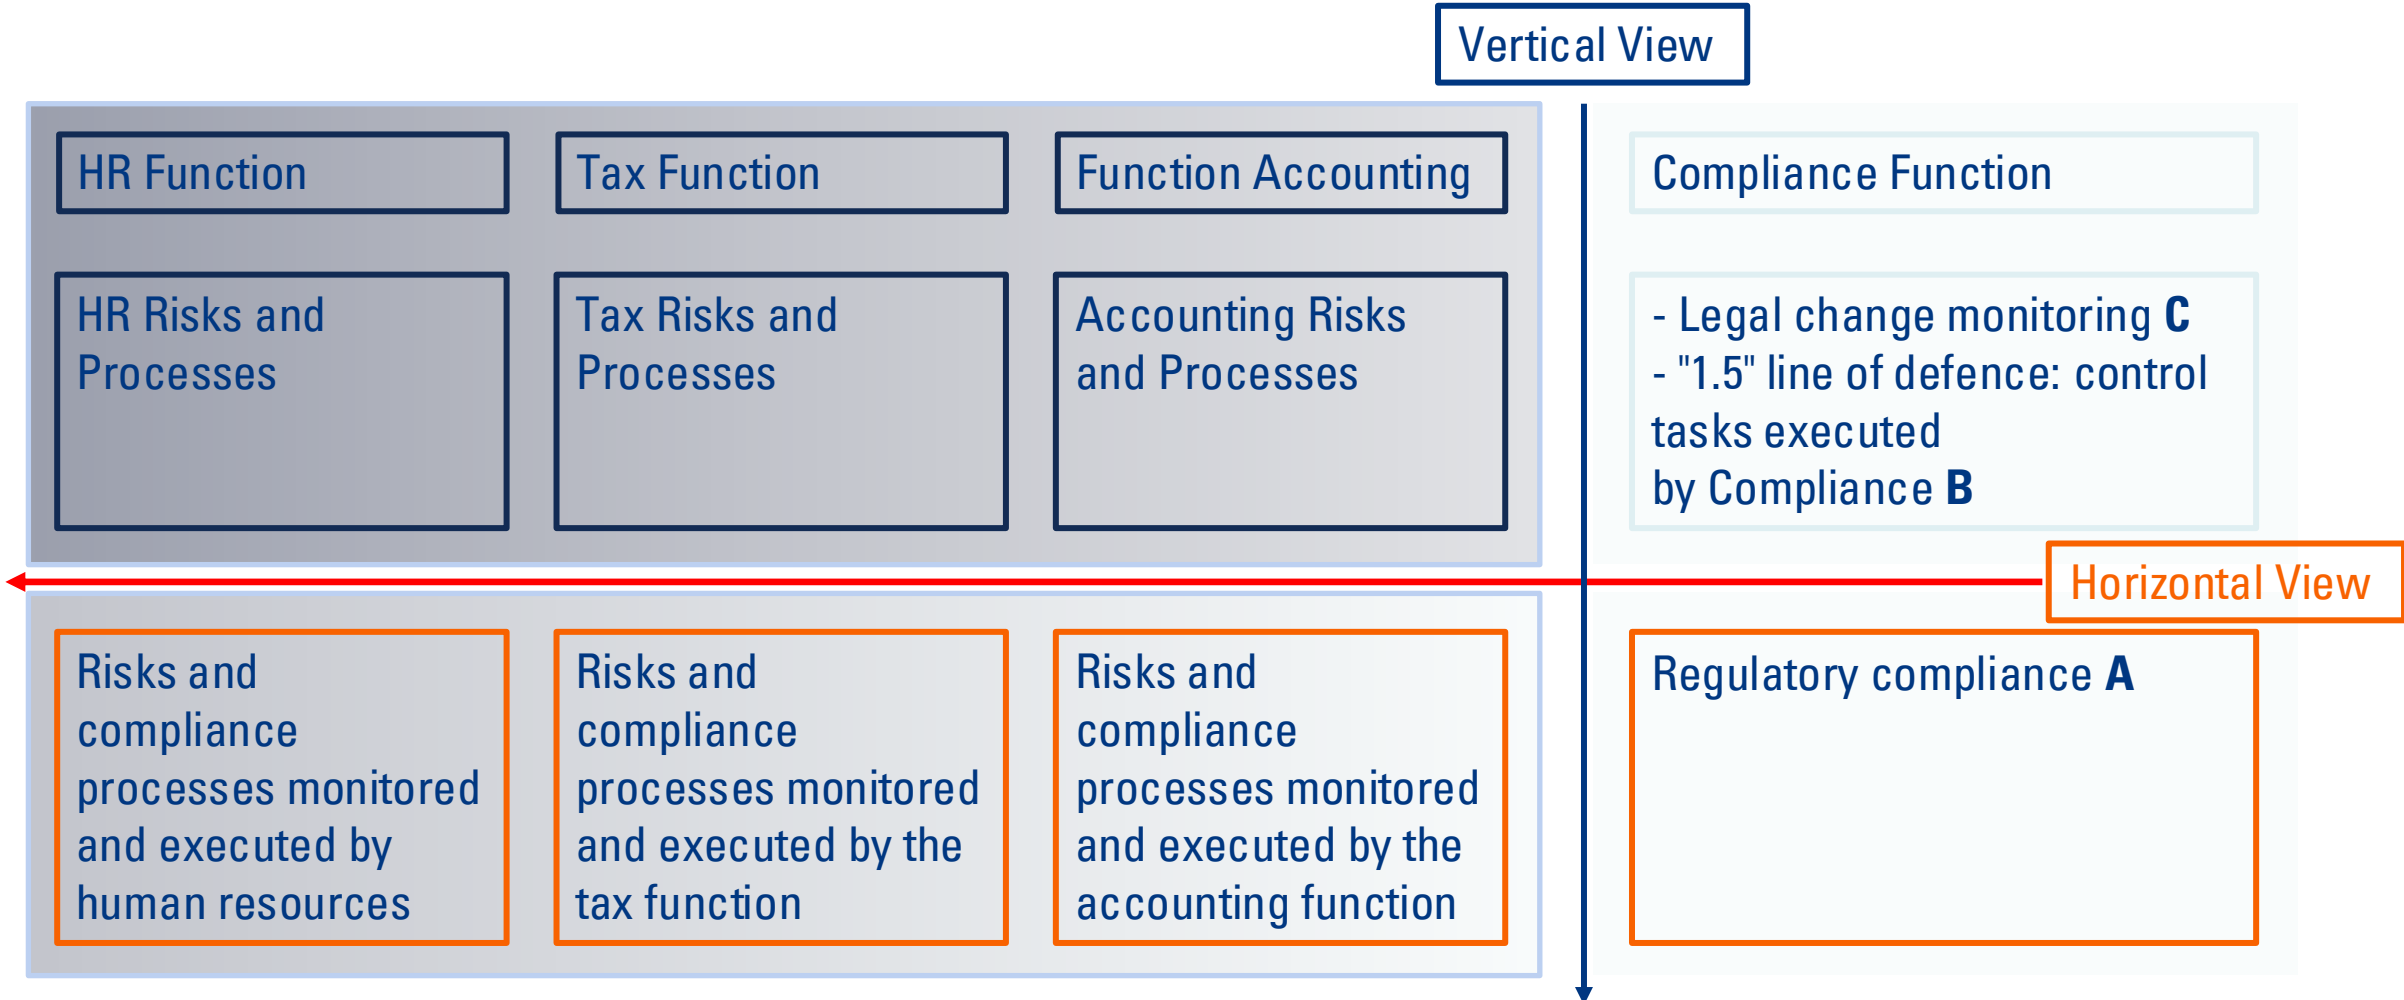 Vertical View
HR Function
Tax Function
Function Accounting
Compliance Function
HR Risks and
Processes
Tax Risks and
Processes
Accounting Risks
and Processes
- Legal change monitoring C
- "1.5" line of defence: control
tasks executed
by Compliance B
Horizontal View
Risks and
compliance
processes monitored
and executed by
human resources
Risks and
compliance
processes monitored
and executed by the
tax function
Risks and
compliance
processes monitored
and executed by the
accounting function
Regulatory compliance A